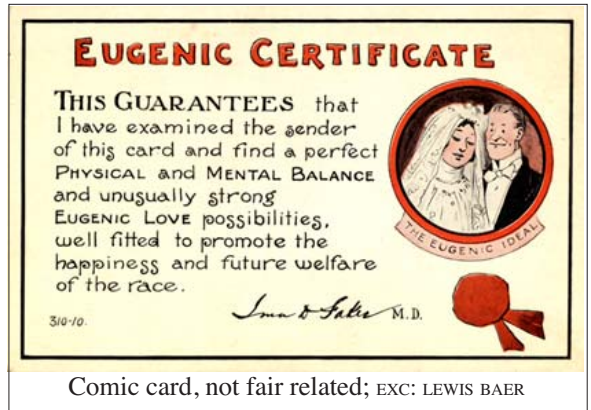 EUGENIC CERTIFICATE
THIS GUARANTEES that
I have examined the sender
of this card and find a perfect
PHYSICAL and MENTAL BALANCE
and unusually strong
EUGENIC LOVE possibilities,
well fitted to promote the
happiness and future welfare
of the race.
THE EUGENIC IDEAL
Ima D Faker M.D.
310-10.
Comic card, not fair related; EXC: LEWIS BAER